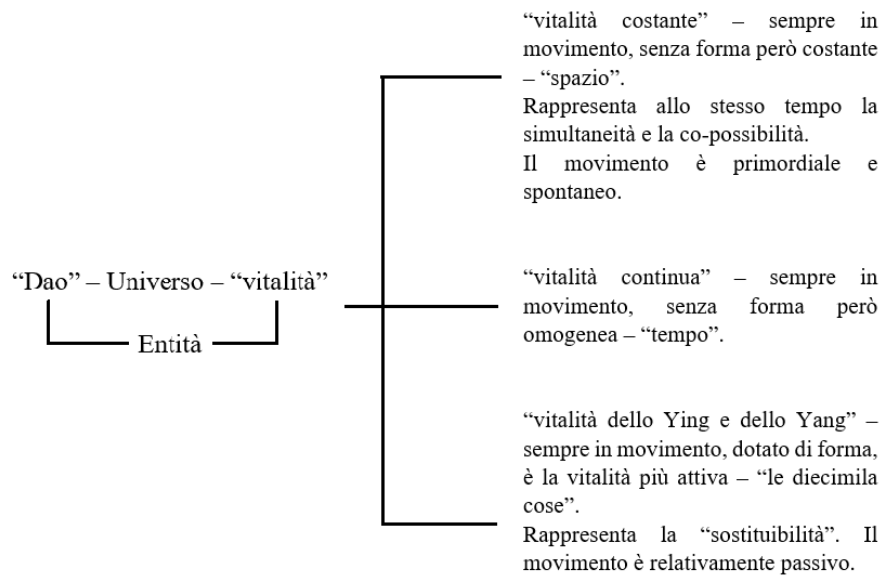 “vitalità costante” – sempre in
movimento, senza forma però costante
– “spazio”.
Rappresenta allo stesso tempo la
simultaneità e la co-possibilità.
Il movimento è primordiale e
spontaneo.
“Dao” – Universo – “vitalità”
Entità
“vitalità continua” – sempre in
movimento, senza forma però
omogenea – “tempo”.
“vitalità dello Ying e dello Yang” –
sempre in movimento, dotato di forma,
è la vitalità più attiva – “le diecimila
cose”.
Rappresenta la “sostituibilità”. Il
movimento è relativamente passivo.